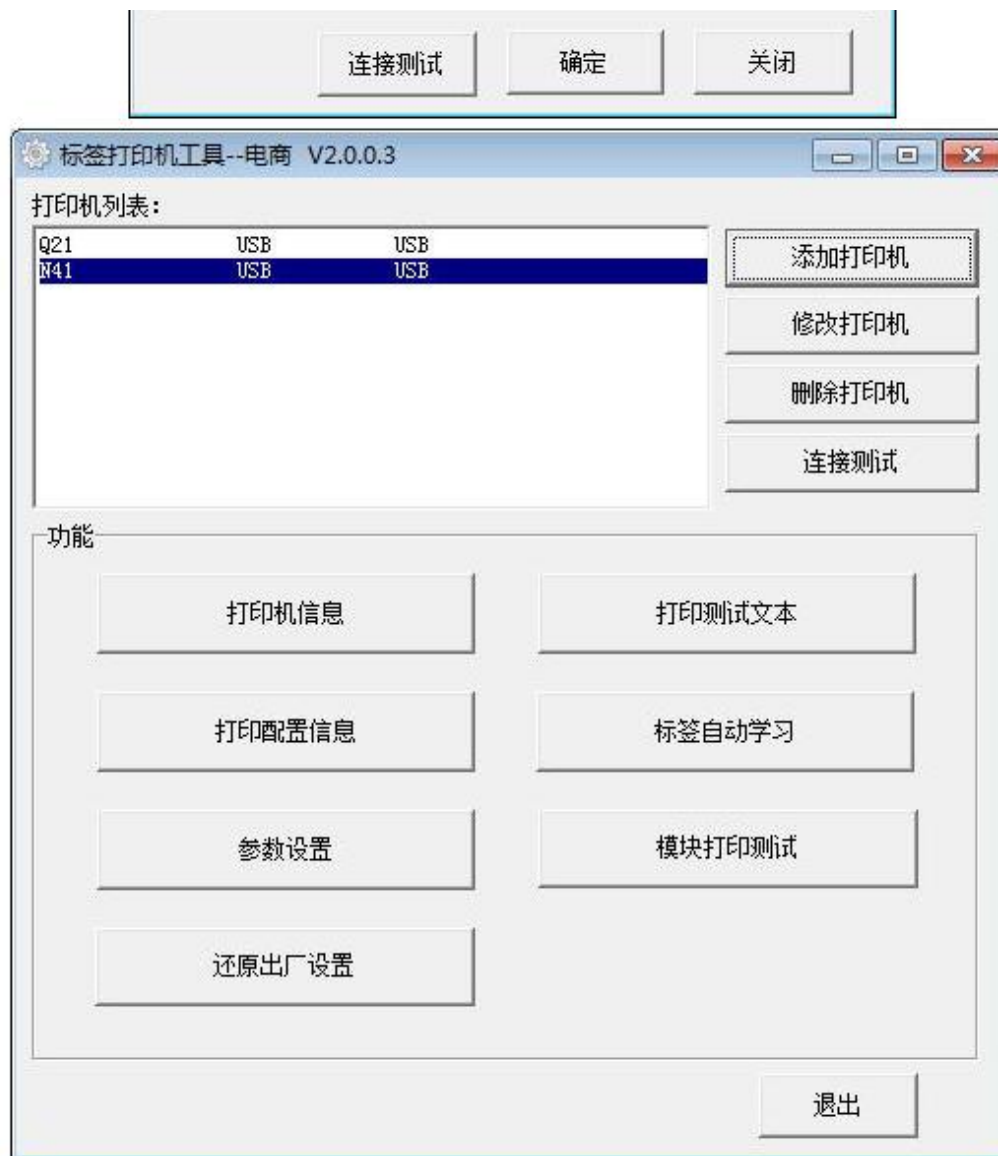 连接测试 确定 关闭
标签打印机工具--电商 V2.0.0.3
打印机列表：
Q21 USB USB
N41 USB USB
添加打印机
修改打印机
删除打印机
连接测试
功能
打印机信息 打印测试文本
打印配置信息 标签自动学习
参数设置 模块打印测试
还原出厂设置
退出